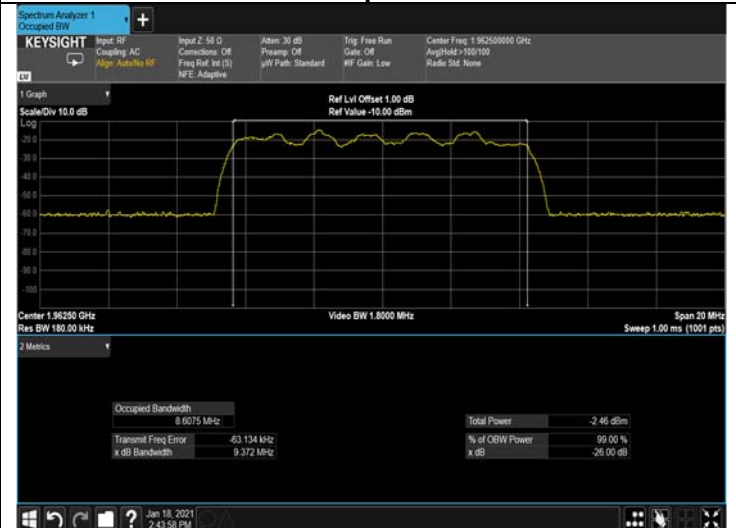 Spectrum Analyzer 1
Occupied BW
KEYSIGHT
Input: RF
Coupling: AC
Align: Auto/No RF
Input Z: 50 Ω
Corrections: Off
Freq Ref: Int (S)
NFE: Adaptive
Atten: 30 dB
Preamp: Off
µW Path: Standard
Trig: Free Run
Gate: Off
#IF Gain: Low
Center Freq: 1.962500000 GHz
Avg|Hold:>100/100
Radio Std: None
1 Graph
Scale/Div 10.0 dB
Ref Lvl Offset 1.00 dB
Ref Value -10.00 dBm
Log
-20.0
-30.0
-40.0
-50.0
-60.0
-70.0
-80.0
-90.0
-100
Center 1.96250 GHz
Res BW 180.00 kHz
Video BW 1.8000 MHz
Span 20 MHz
Sweep 1.00 ms (1001 pts)
2 Metrics
Occupied Bandwidth
8.6075 MHz
Transmit Freq Error -63.134 kHz
x dB Bandwidth 9.372 MHz
Total Power -2.46 dBm
% of OBW Power 99.00 %
x dB -26.00 dB
Jan 18, 2021
2:43:58 PM